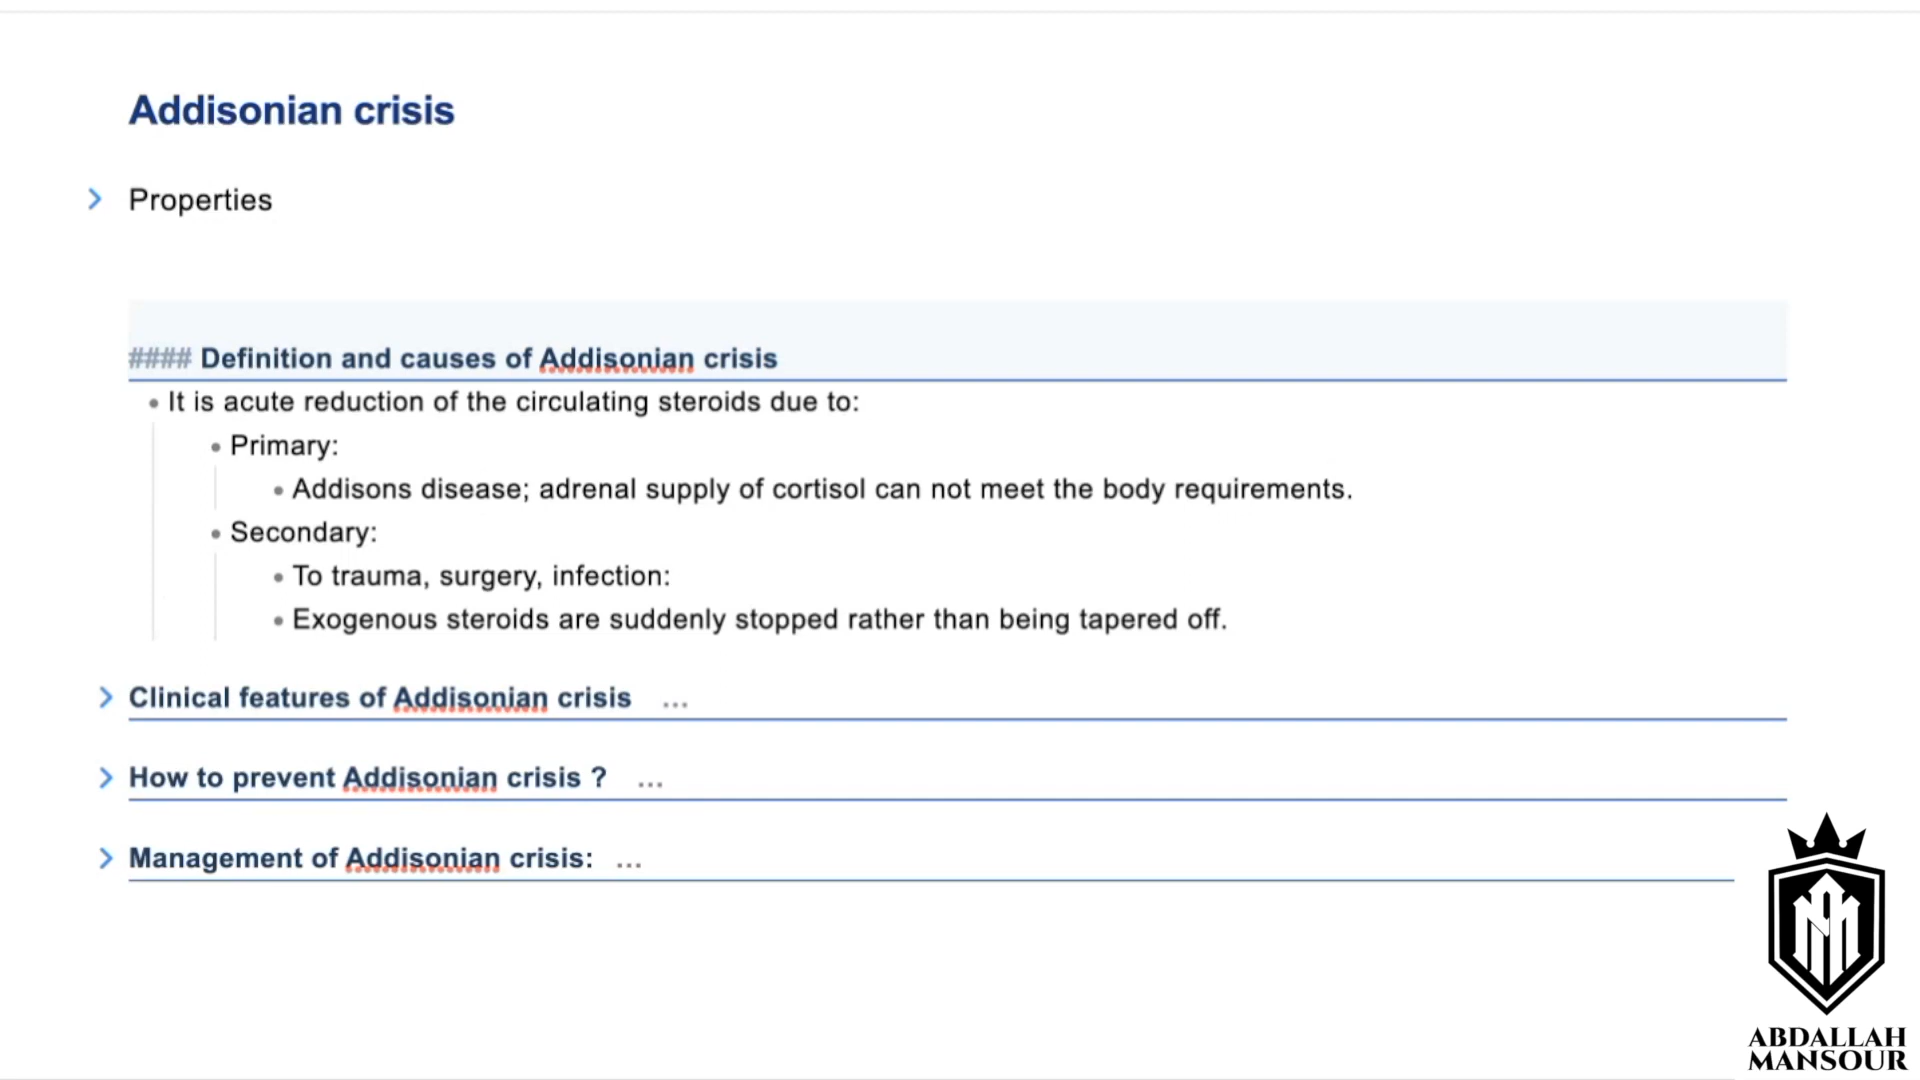 Addisonian crisis
Properties
#### Definition and causes of Addisonian crisis
• It is acute reduction of the circulating steroids due to:
• Primary:
• Addisons disease; adrenal supply of cortisol can not meet the body requirements.
• Secondary:
• To trauma, surgery, infection:
• Exogenous steroids are suddenly stopped rather than being tapered off.
Clinical features of Addisonian crisis ...
How to prevent Addisonian crisis ? ...
Management of Addisonian crisis: ...
ABDALLAH
MANSOUR